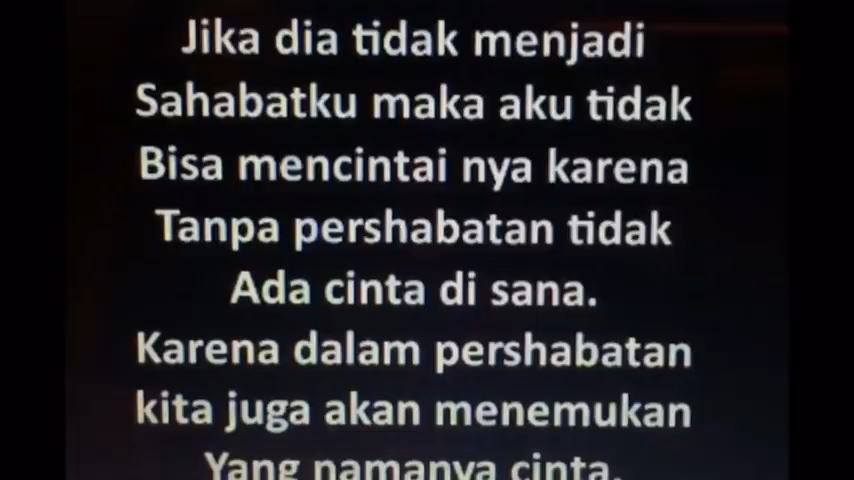 Jika dia tidak menjadi
Sahabatku maka aku tidak
Bisa mencintai nya karena
Tanpa pershabatan tidak
Ada cinta di sana.
Karena dalam pershabatan
kita juga akan menemukan
Yang namanya cinta.